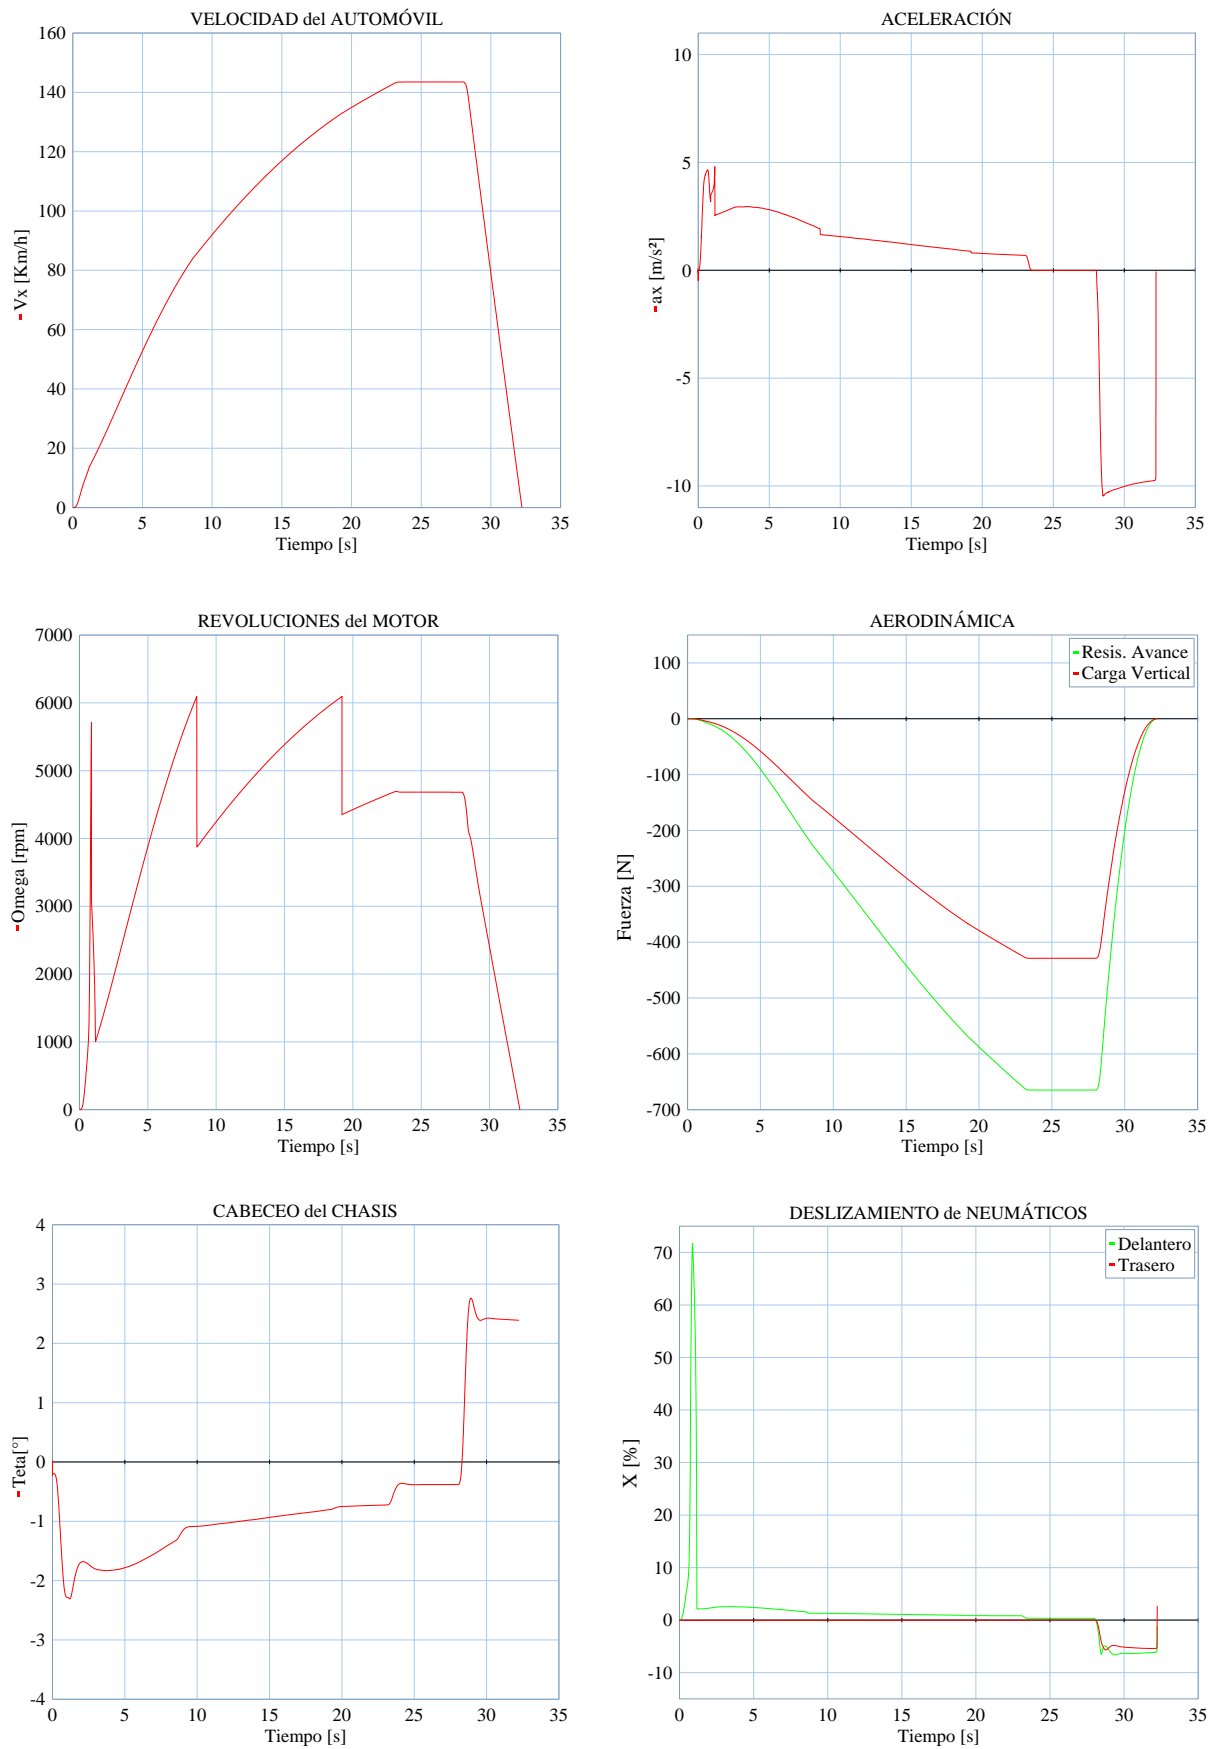 VELOCIDAD del AUTOMÓVIL
160
140
120
100
80
60
40
20
0
Vx [Km/h]
0 5 10 15 20 25 30 35
Tiempo [s]
ACELERACIÓN
10
5
0
-5
-10
ax [m/s²]
0 5 10 15 20 25 30 35
Tiempo [s]
REVOLUCIONES del MOTOR
7000
6000
5000
4000
3000
2000
1000
0
Omega [rpm]
0 5 10 15 20 25 30 35
Tiempo [s]
AERODINÁMICA
Resis. Avance
Carga Vertical
100
0
-100
-200
-300
-400
-500
-600
-700
Fuerza [N]
0 5 10 15 20 25 30 35
Tiempo [s]
CABECEO del CHASIS
4
3
2
1
0
-1
-2
-3
-4
Teta[°]
0 5 10 15 20 25 30 35
Tiempo [s]
DESLIZAMIENTO de NEUMÁTICOS
Delantero
Trasero
70
60
50
40
30
20
10
0
-10
X [%]
0 5 10 15 20 25 30 35
Tiempo [s]